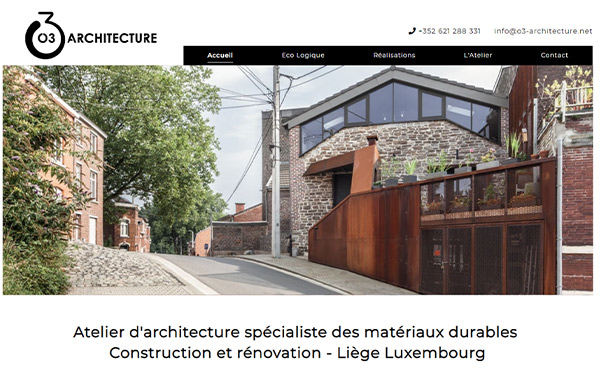 3
O3 ARCHITECTURE
+352 621 288 331 info@o3-architecture.net
Accueil Eco Logique Réalisations L'Atelier Contact
Atelier d'architecture spécialiste des matériaux durables
Construction et rénovation - Liège Luxembourg